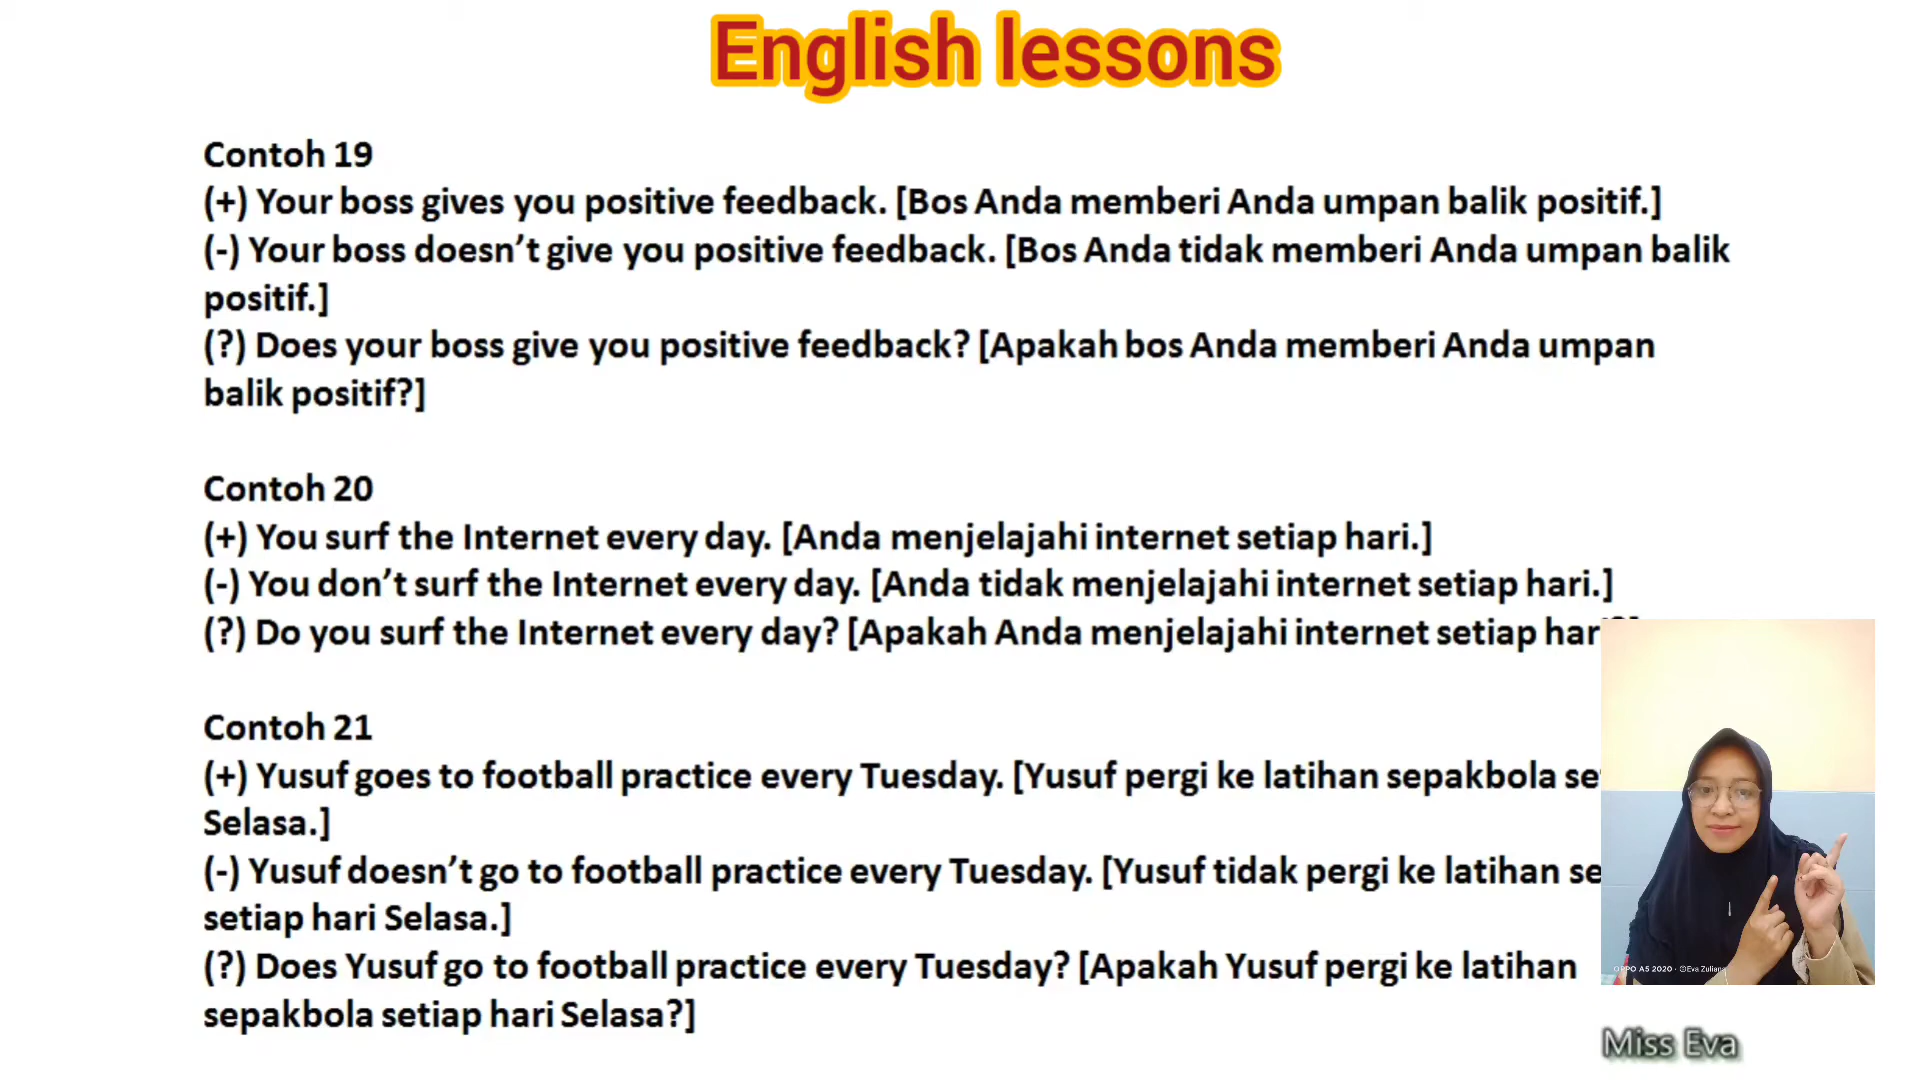 English lessons
Contoh 19
(+) Your boss gives you positive feedback. [Bos Anda memberi Anda umpan balik positif.]
(-) Your boss doesn’t give you positive feedback. [Bos Anda tidak memberi Anda umpan balik
positif.]
(?) Does your boss give you positive feedback? [Apakah bos Anda memberi Anda umpan
balik positif?]
Contoh 20
(+) You surf the Internet every day. [Anda menjelajahi internet setiap hari.]
(-) You don’t surf the Internet every day. [Anda tidak menjelajahi internet setiap hari.]
(?) Do you surf the Internet every day? [Apakah Anda menjelajahi internet setiap hari?]
Contoh 21
(+) Yusuf goes to football practice every Tuesday. [Yusuf pergi ke latihan sepakbola
Selasa.]
(-) Yusuf doesn’t go to football practice every Tuesday. [Yusuf tidak pergi ke latihan
setiap hari Selasa.]
(?) Does Yusuf go to football practice every Tuesday? [Apakah Yusuf pergi ke latihan
sepakbola setiap hari Selasa?]
OPPO A5 2020 · ©Eva Zuliana
Miss Eva